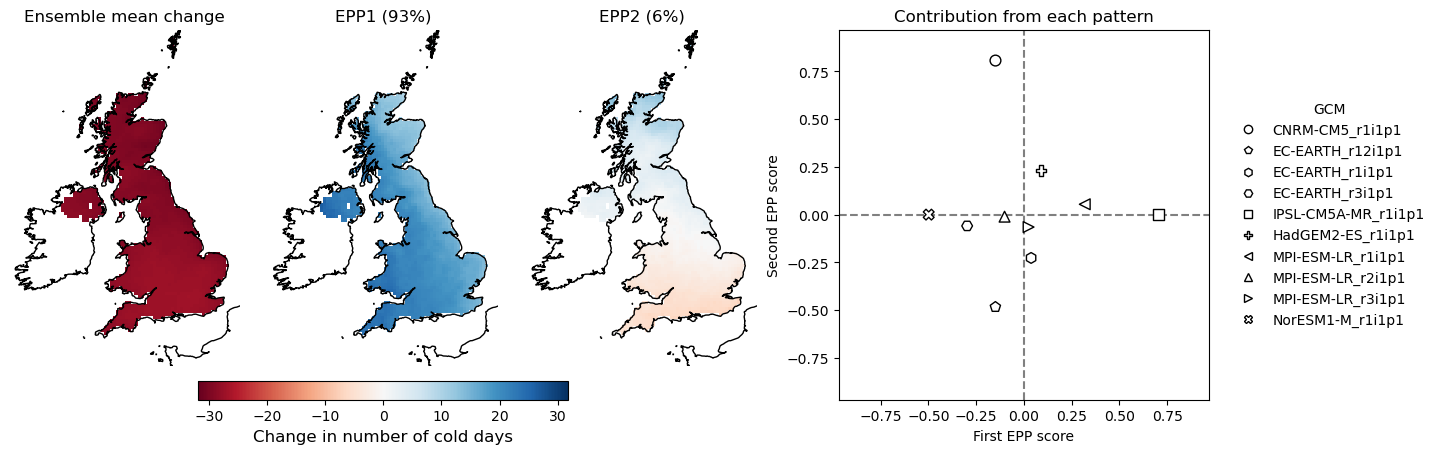 Ensemble mean change
EPP1 (93%)
EPP2 (6%)
Contribution from each pattern
−30 −20 −10 0 10 20 30
Change in number of cold days
Second EPP score
0.75
0.50
0.25
0.00
−0.25
−0.50
−0.75
−0.75 −0.50 −0.25 0.00 0.25 0.50 0.75
First EPP score
GCM
CNRM-CM5_r1i1p1
EC-EARTH_r12i1p1
EC-EARTH_r1i1p1
EC-EARTH_r3i1p1
IPSL-CM5A-MR_r1i1p1
HadGEM2-ES_r1i1p1
MPI-ESM-LR_r1i1p1
MPI-ESM-LR_r2i1p1
MPI-ESM-LR_r3i1p1
NorESM1-M_r1i1p1